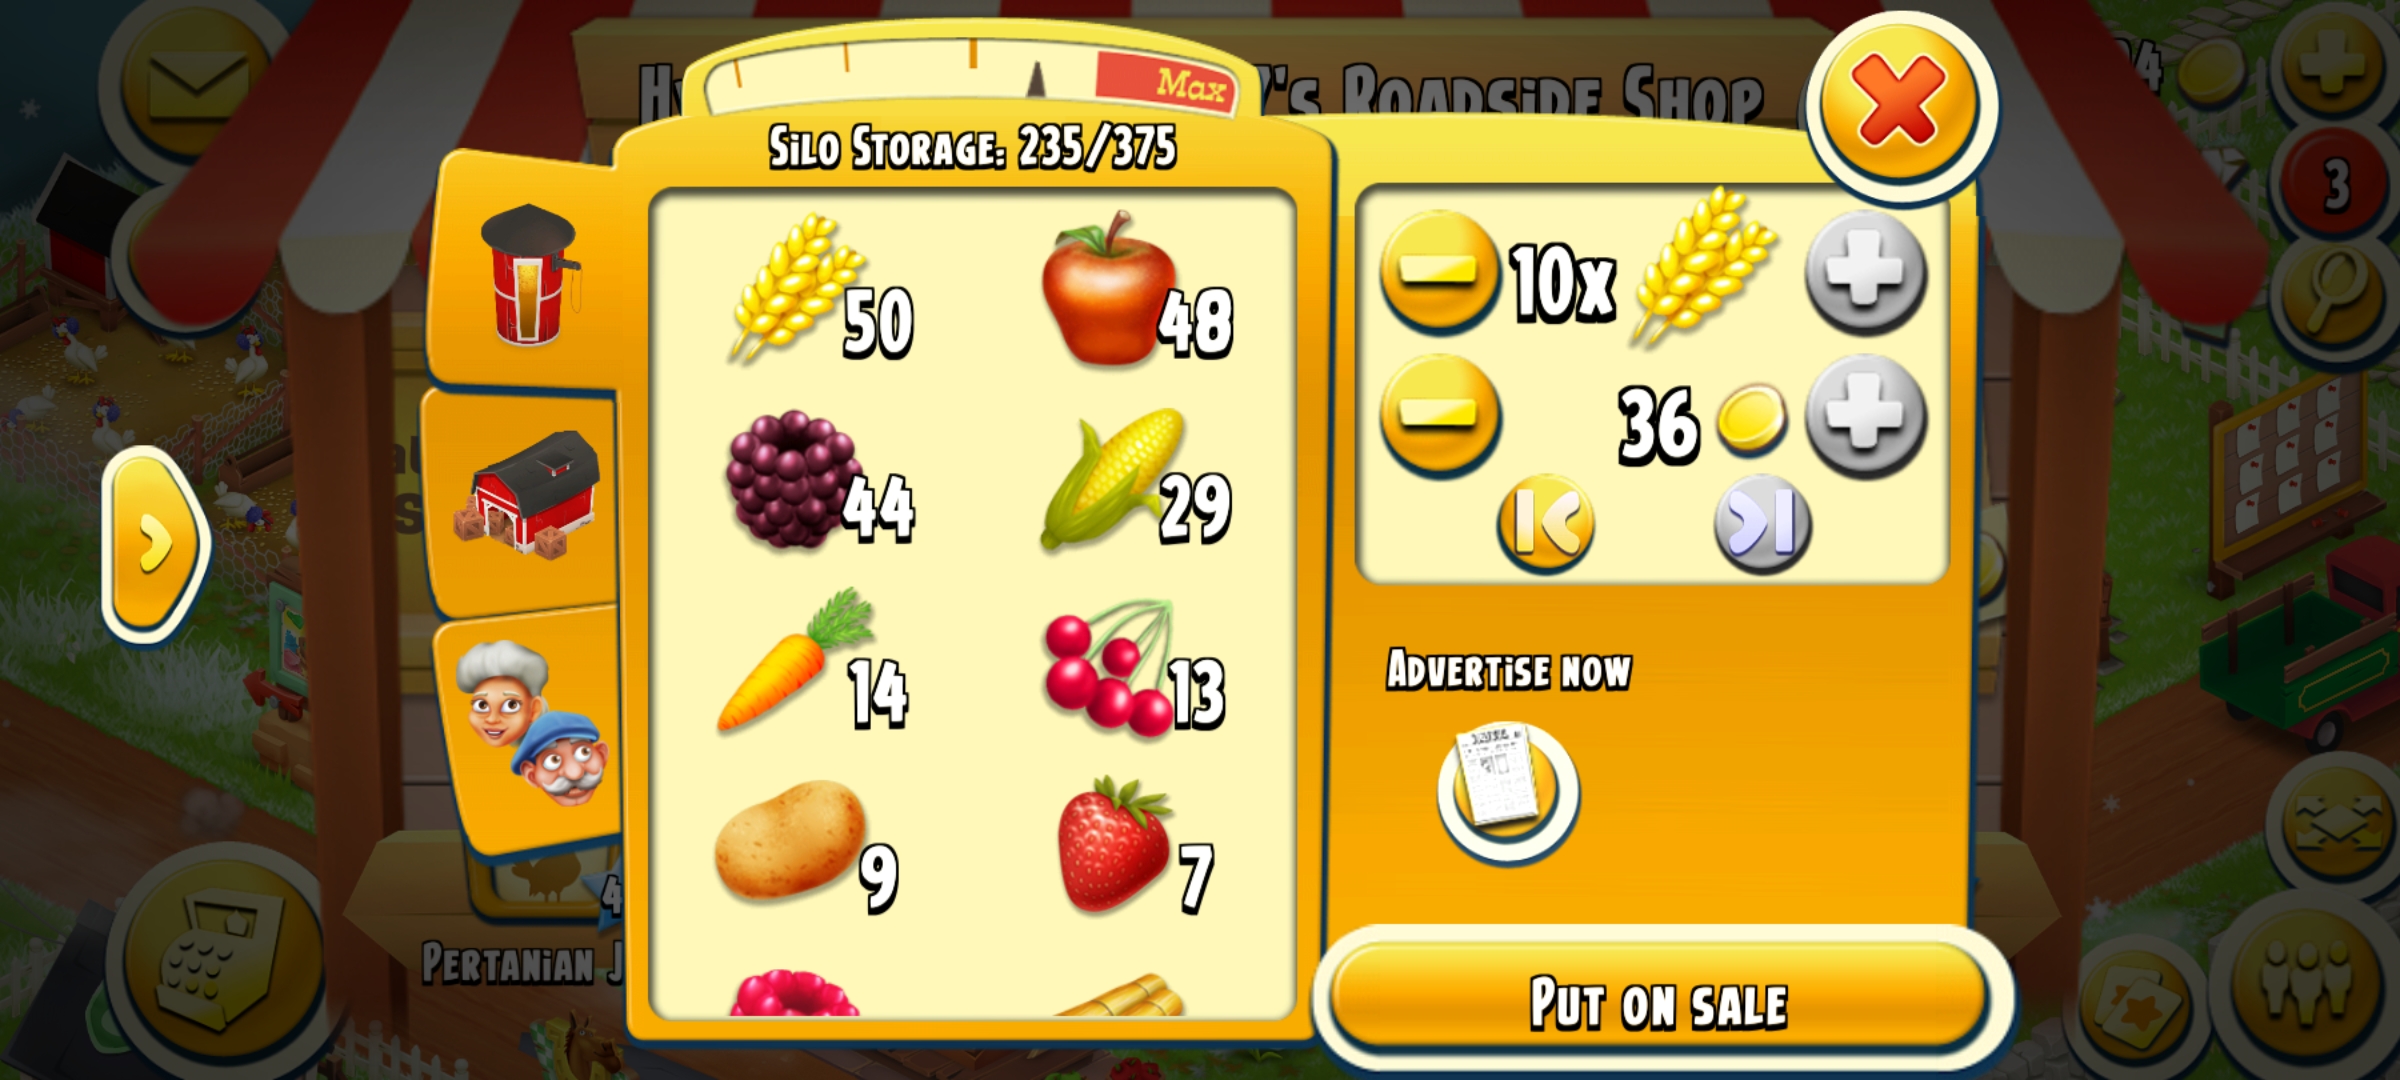 Max
's Roadside Shop
Silo Storage: 235/375
3
50
48
10x
44
29
36
14
13
Advertise now
9
7
Pertanian
Put on sale